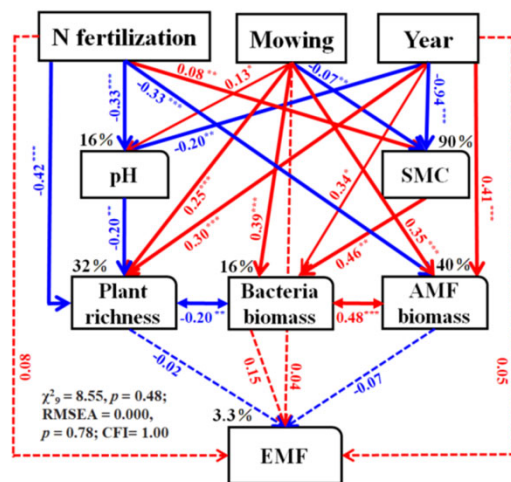 N fertilization
Mowing
Year
0.08**
0.13*
-0.07**
-0.33***
-0.33***
-0.94***
-0.20**
-0.42***
16%
pH
90%
SMC
0.41***
-0.20**
0.25***
0.30***
0.39***
0.34*
0.46**
0.35***
32%
Plant
richness
16%
Bacteria
biomass
40%
AMF
biomass
-0.20**
0.48***
0.08
-0.02
0.15
0.04
-0.07
0.05
χ²₉ = 8.55, p = 0.48;
RMSEA = 0.000,
p = 0.78; CFI= 1.00
3.3%
EMF